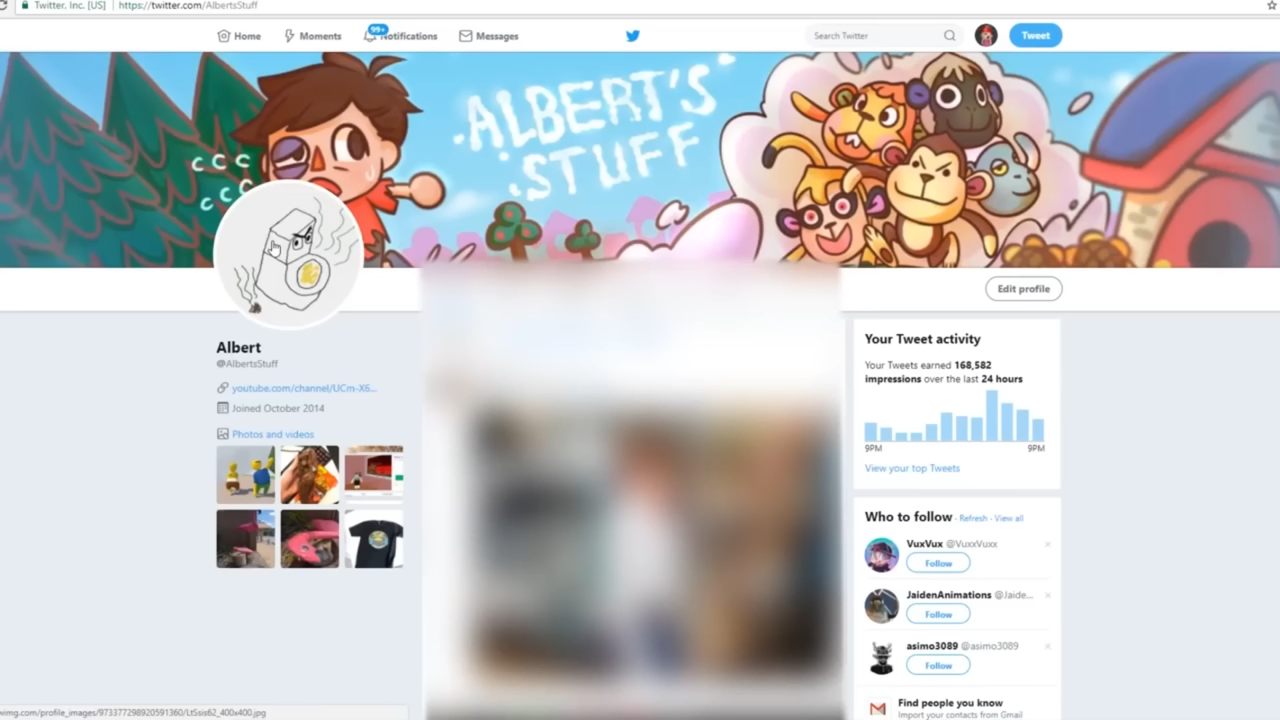 Twitter, Inc. [US] https://twitter.com/AlbertsStuff
Home Moments 99+ Notifications Messages Search Twitter Tweet
ALBERT'S
STUFF
C C C
C C
Edit profile
Albert
@AlbertsStuff
youtube.com/channel/UCm-X6...
Joined October 2014
Photos and videos
Your Tweet activity
Your Tweets earned 168,582
impressions over the last 24 hours
9PM 9PM
View your top Tweets
Who to follow · Refresh · View all
VuxVux @VuxxVuxx
Follow
JaidenAnimations @Jaide...
Follow
asimo3089 @asimo3089
Follow
Find people you know
Import your contacts from Gmail
wimg.com/profile_images/973377298920591360/LtSsis62_400x400.jpg